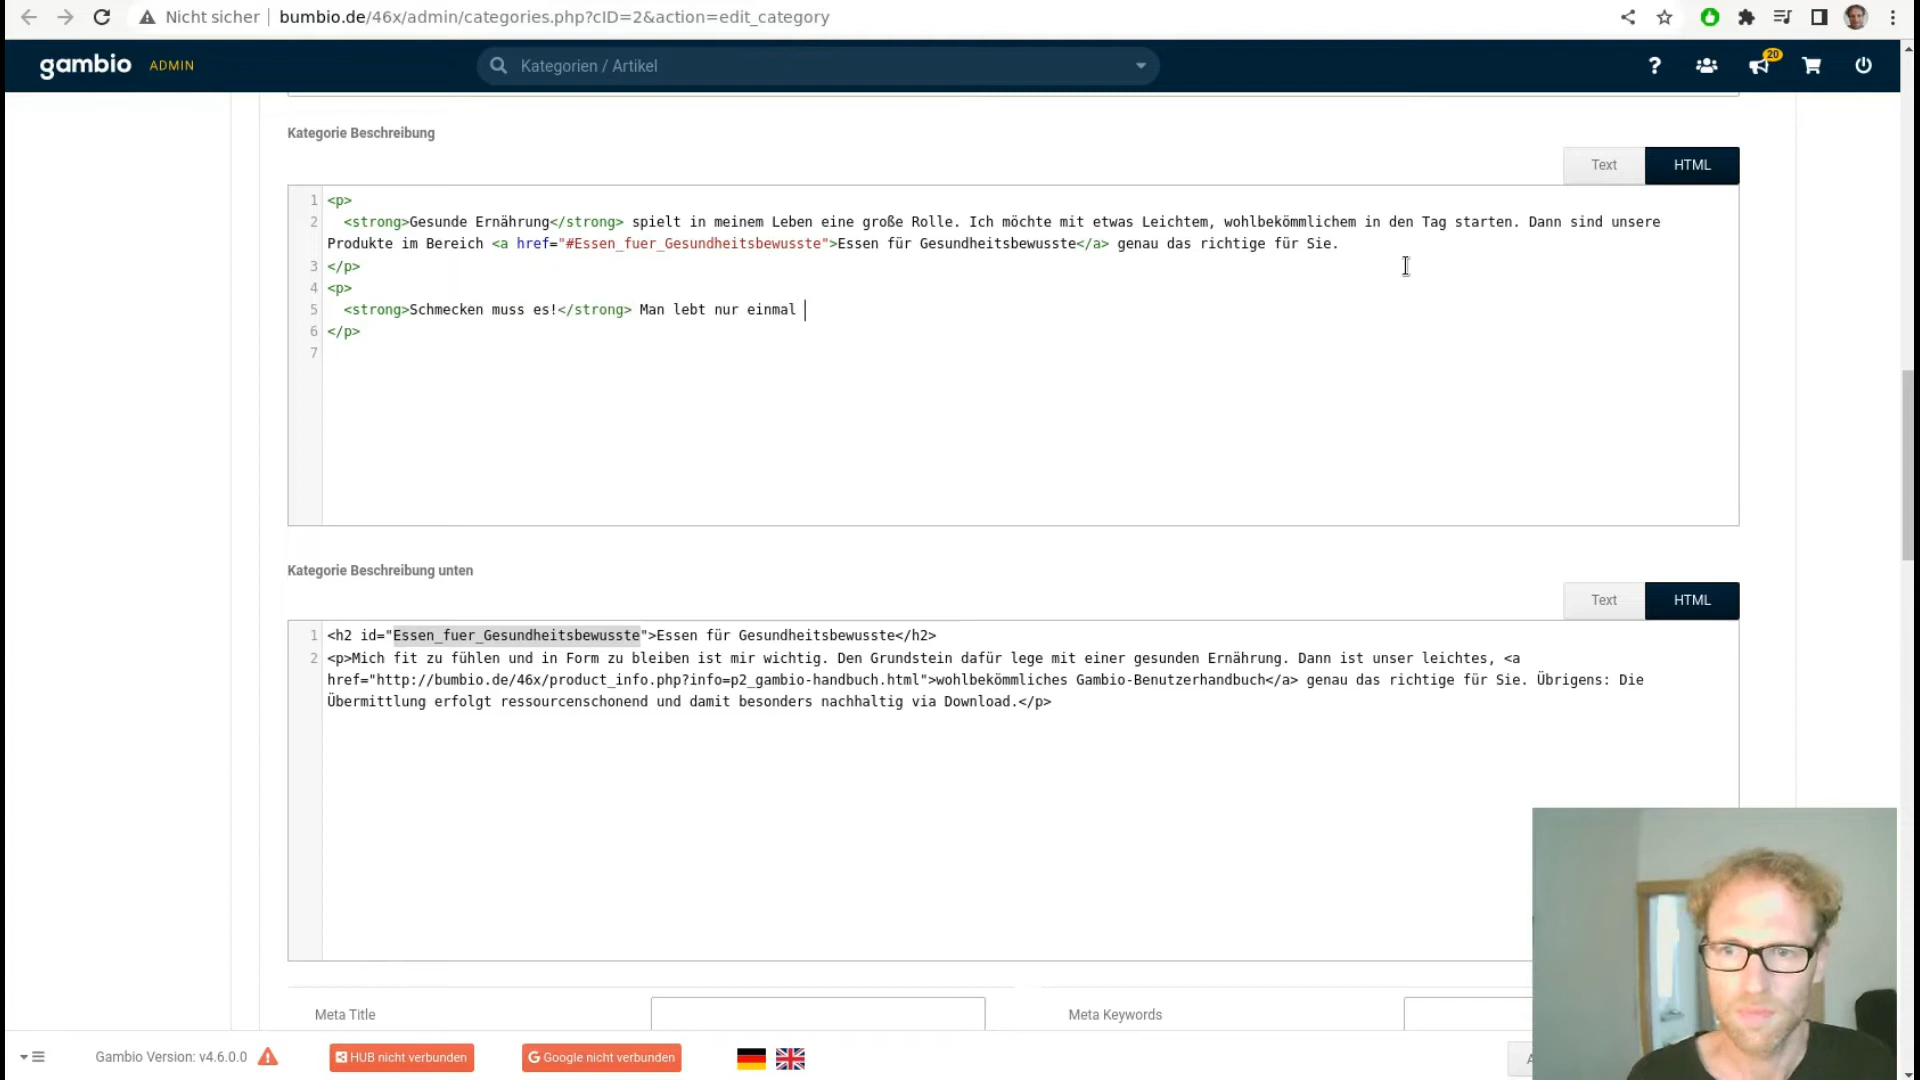 Nicht sicher | bumbio.de/46x/admin/categories.php?cID=2&action=edit_category
gambio ADMIN Kategorien / Artikel ? 20
Kategorie Beschreibung
Text HTML
1 <p>
2 <strong>Gesunde Ernährung</strong> spielt in meinem Leben eine große Rolle. Ich möchte mit etwas Leichtem, wohlbekömmlichem in den Tag starten. Dann sind unsere
Produkte im Bereich <a href="#Essen_fuer_Gesundheitsbewusste">Essen für Gesundheitsbewusste</a> genau das richtige für Sie.
3 </p>
4 <p>
5 <strong>Schmecken muss es!</strong> Man lebt nur einmal
6 </p>
7
Kategorie Beschreibung unten
Text HTML
1 <h2 id="Essen_fuer_Gesundheitsbewusste">Essen für Gesundheitsbewusste</h2>
2 <p>Mich fit zu fühlen und in Form zu bleiben ist mir wichtig. Den Grundstein dafür lege mit einer gesunden Ernährung. Dann ist unser leichtes, <a
href="http://bumbio.de/46x/product_info.php?info=p2_gambio-handbuch.html">wohlbekömmliches Gambio-Benutzerhandbuch</a> genau das richtige für Sie. Übrigens: Die
Übermittlung erfolgt ressourcenschonend und damit besonders nachhaltig via Download.</p>
Meta Title Meta Keywords
Gambio Version: v4.6.0.0 HUB nicht verbunden G Google nicht verbunden